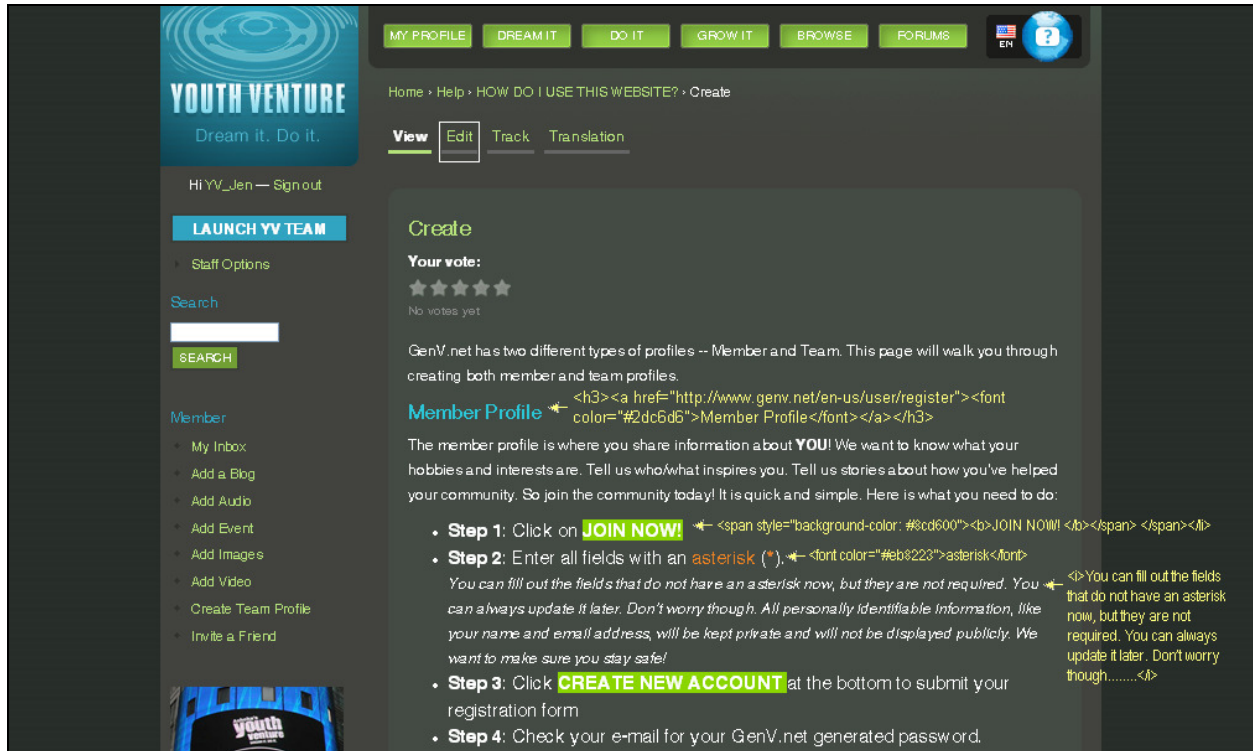 MY PROFILE
DREAM IT
DO IT
GROW IT
BROWSE
FORUMS
EN
?
YOUTH VENTURE
Dream it. Do it.
Home › Help › HOW DO I USE THIS WEBSITE? › Create
View Edit Track Translation
Hi YV_Jen — Sign out
LAUNCH YV TEAM
Staff Options
Search
SEARCH
Member
My Inbox
Add a Blog
Add Audio
Add Event
Add Images
Add Video
Create Team Profile
Invite a Friend
youth
venture
Create
Your vote:
No votes yet
GenV.net has two different types of profiles -- Member and Team. This page will walk you through
creating both member and team profiles.
Member Profile
<h3><a href="http://www.genv.net/en-us/user/register"><font
color="#2dc6d6">Member Profile</font></a></h3>
The member profile is where you share information about YOU! We want to know what your
hobbies and interests are. Tell us who/what inspires you. Tell us stories about how you've helped
your community. So join the community today! It is quick and simple. Here is what you need to do:
• Step 1: Click on JOIN NOW!
<span style="background-color: #8cd600"><b>JOIN NOW! </b></span> </span></li>
• Step 2: Enter all fields with an asterisk (*).
<font color="#eb8223">asterisk</font>
You can fill out the fields that do not have an asterisk now, but they are not required. You
can always update it later. Don't worry though. All personally identifiable information, like
your name and email address, will be kept private and will not be displayed publicly. We
want to make sure you stay safe!
<i>You can fill out the fields
that do not have an asterisk
now, but they are not
required. You can always
update it later. Don't worry
though........</i>
• Step 3: Click CREATE NEW ACCOUNT at the bottom to submit your
registration form
• Step 4: Check your e-mail for your GenV.net generated password.